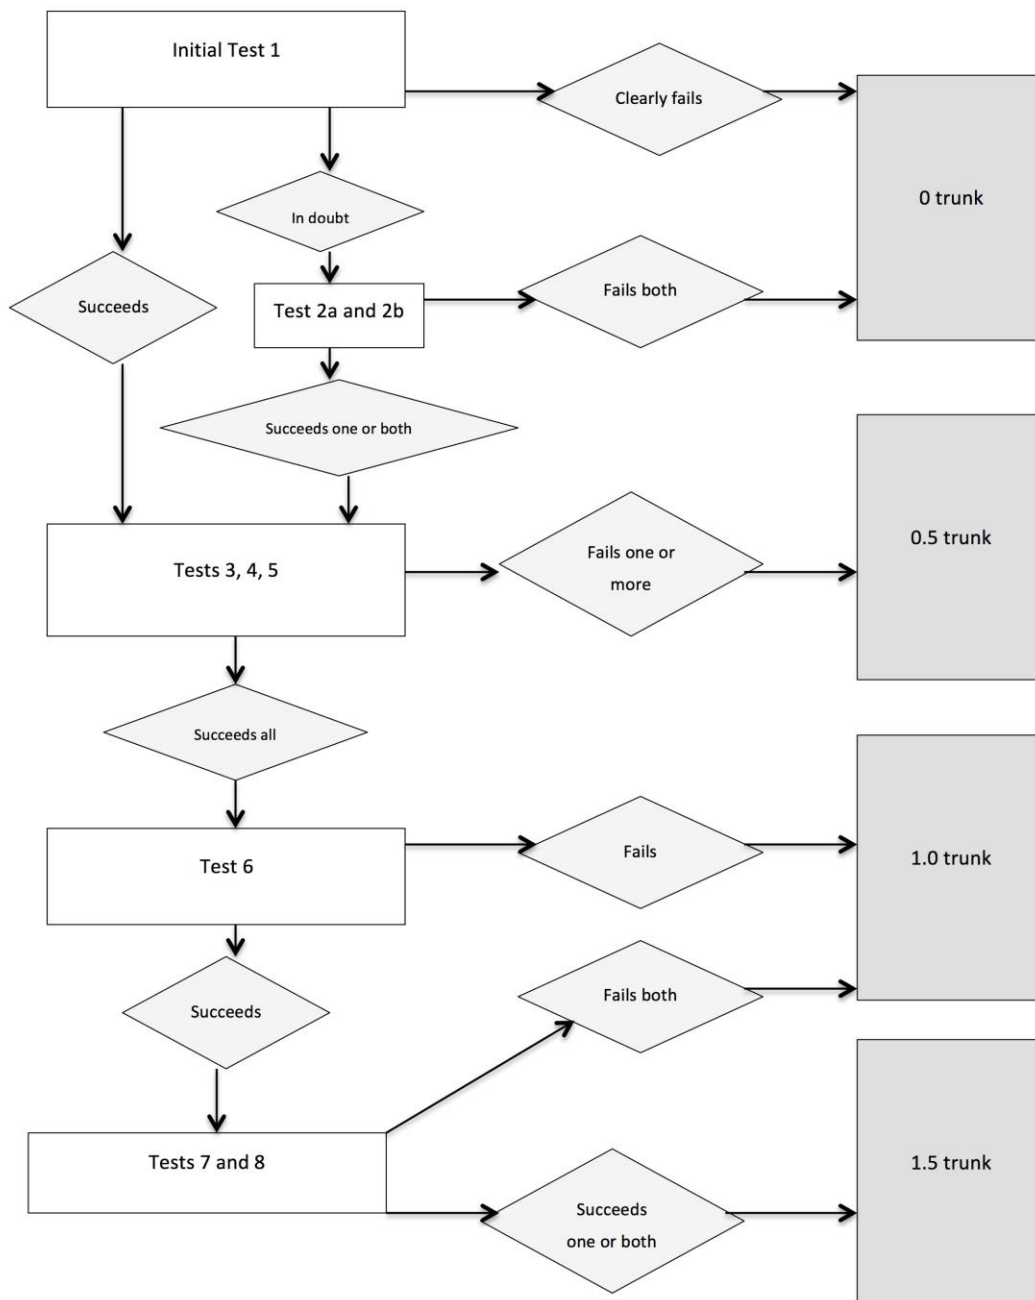 Initial Test 1
Clearly fails
0 trunk
In doubt
Succeeds
Test 2a and 2b
Fails both
Succeeds one or both
Tests 3, 4, 5
Fails one or
more
0.5 trunk
Succeeds all
Test 6
Fails
1.0 trunk
Succeeds
Fails both
Tests 7 and 8
Succeeds
one or both
1.5 trunk